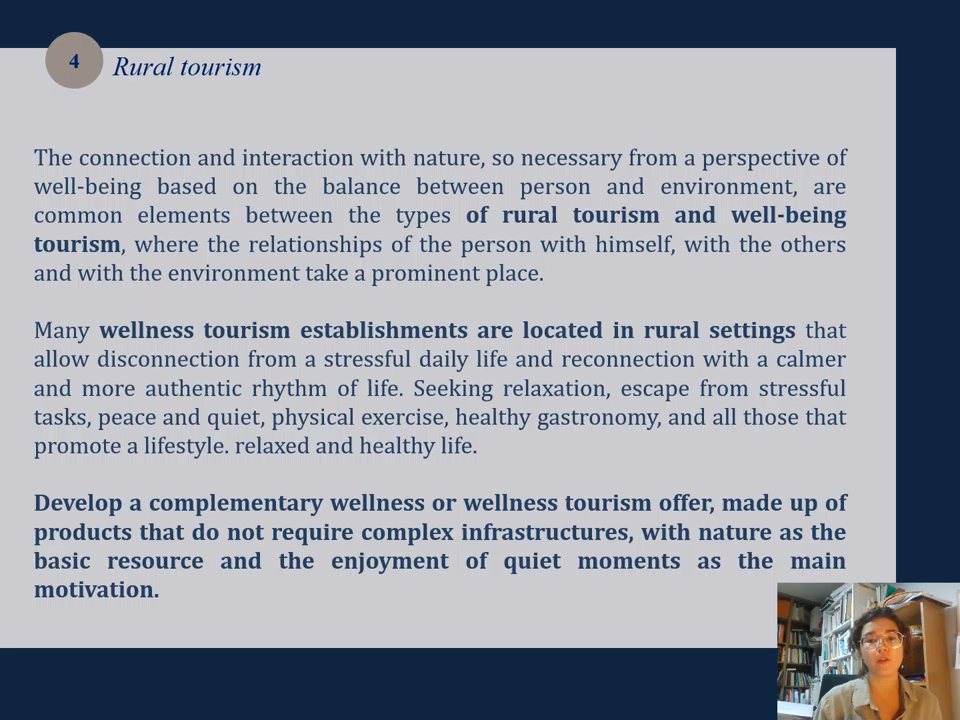 4
Rural tourism
The connection and interaction with nature, so necessary from a perspective of
well-being based on the balance between person and environment, are
common elements between the types of rural tourism and well-being
tourism, where the relationships of the person with himself, with the others
and with the environment take a prominent place.
Many wellness tourism establishments are located in rural settings that
allow disconnection from a stressful daily life and reconnection with a calmer
and more authentic rhythm of life. Seeking relaxation, escape from stressful
tasks, peace and quiet, physical exercise, healthy gastronomy, and all those that
promote a lifestyle. relaxed and healthy life.
Develop a complementary wellness or wellness tourism offer, made up of
products that do not require complex infrastructures, with nature as the
basic resource and the enjoyment of quiet moments as the main
motivation.